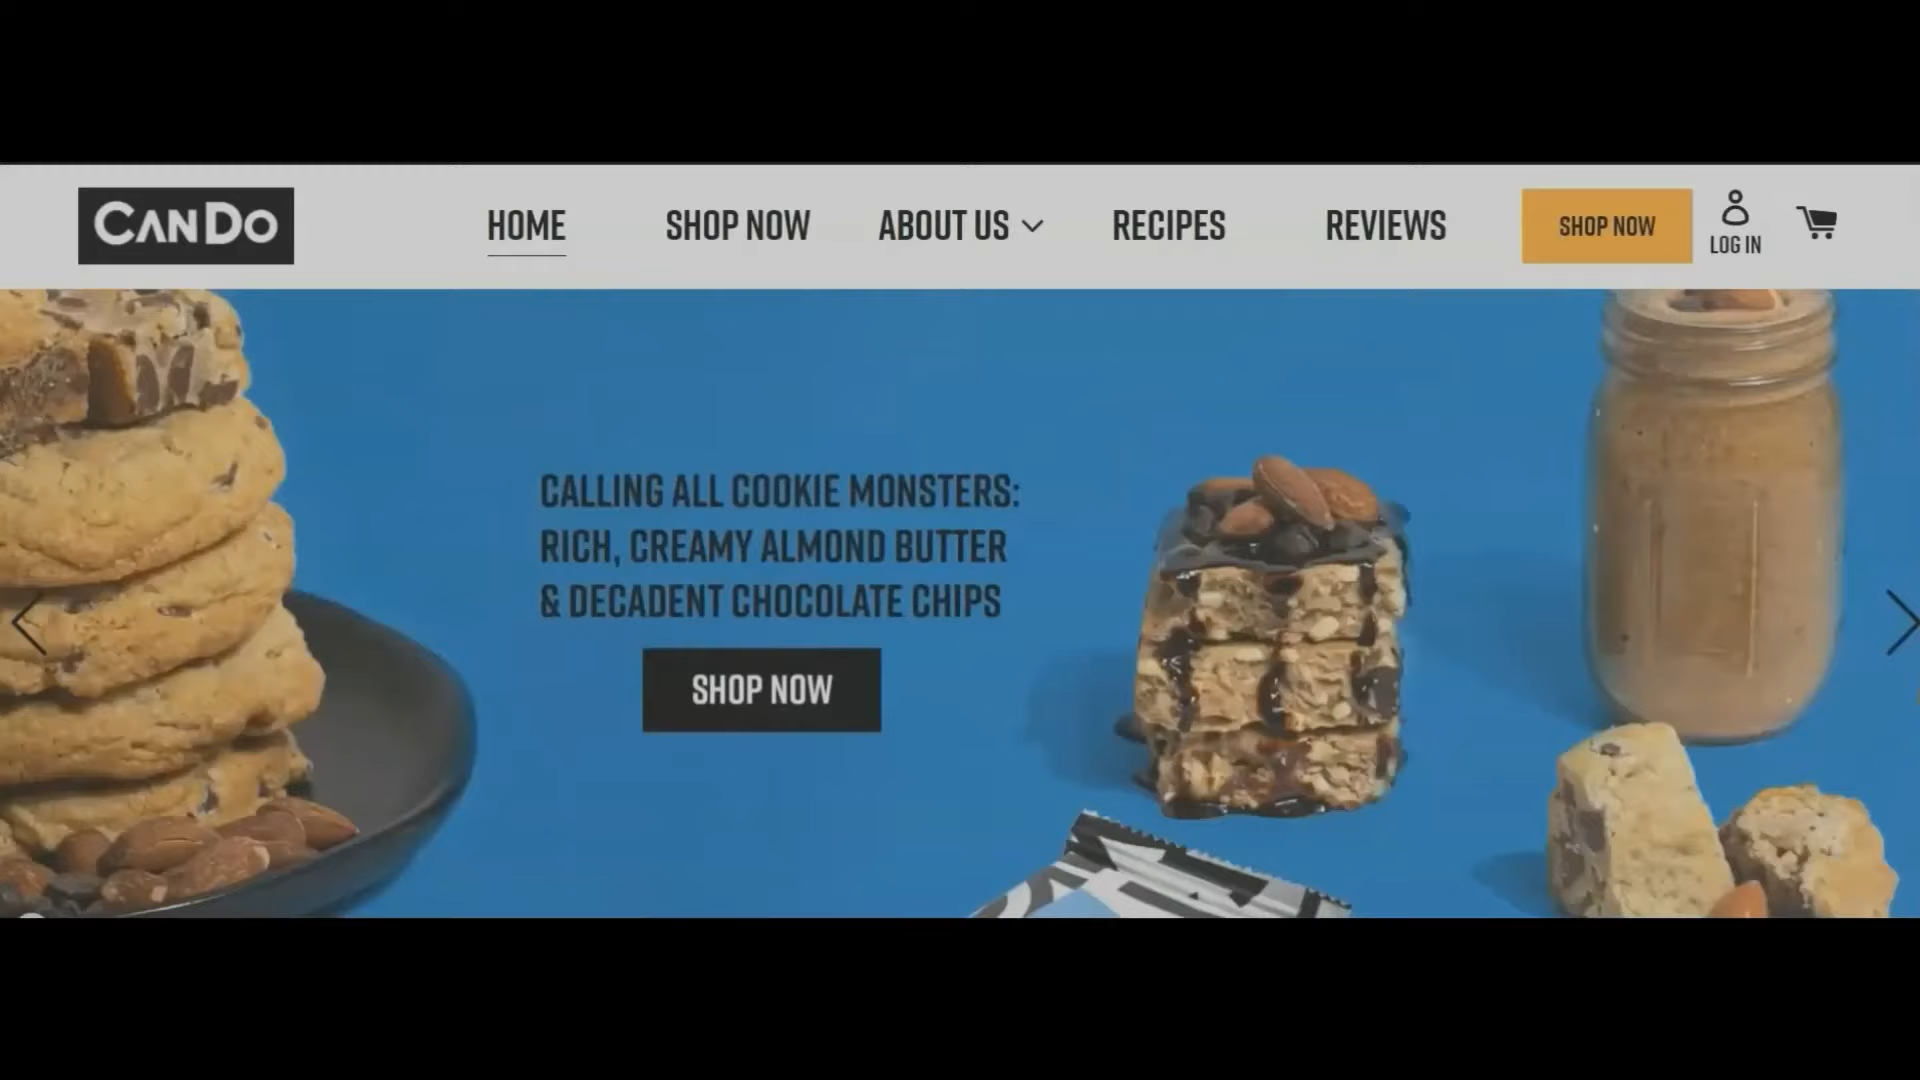 CANDO
HOME
SHOP NOW
ABOUT US
RECIPES
REVIEWS
SHOP NOW
LOG IN
CALLING ALL COOKIE MONSTERS:
RICH, CREAMY ALMOND BUTTER
& DECADENT CHOCOLATE CHIPS
SHOP NOW